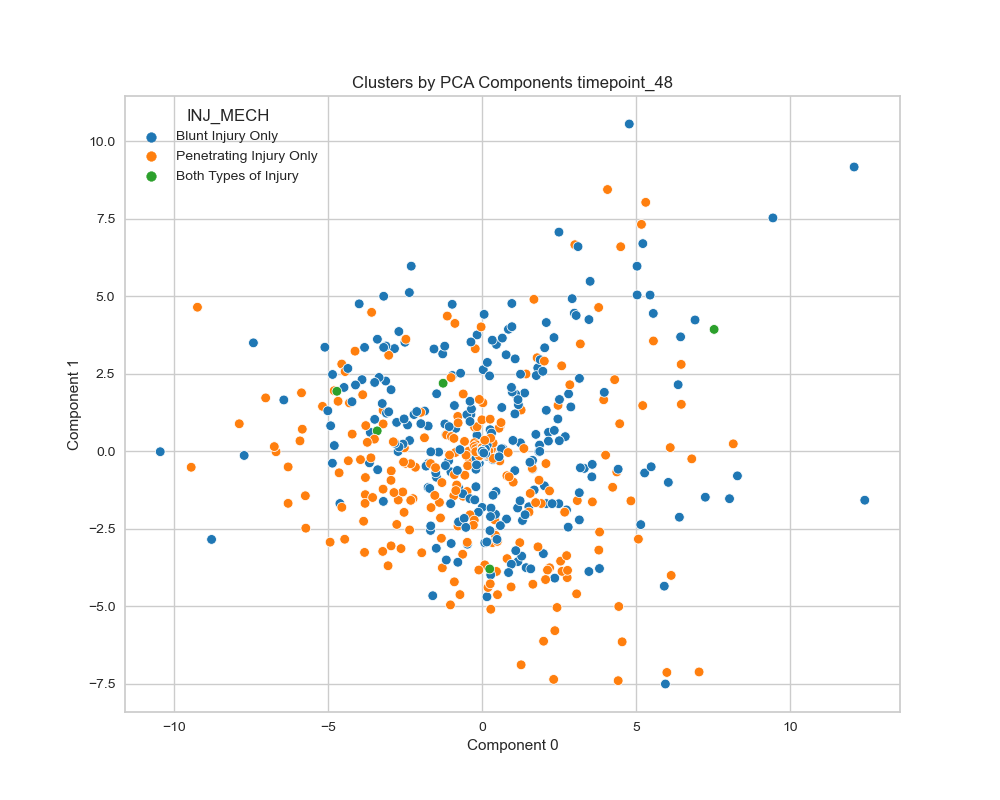 Clusters by PCA Components timepoint_48
INJ_MECH
Blunt Injury Only
Penetrating Injury Only
Both Types of Injury
10.0
7.5
5.0
2.5
0.0
−2.5
−5.0
−7.5
Component 1
−10
−5
0
5
10
Component 0